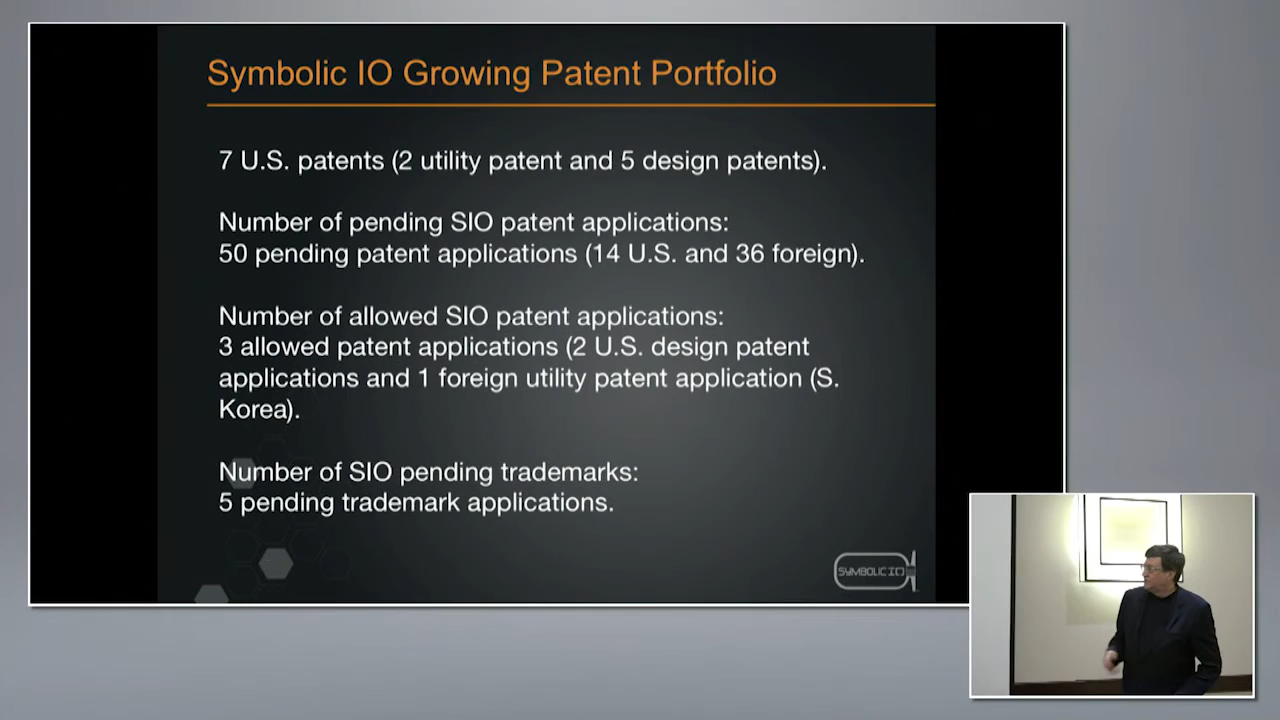 Symbolic IO Growing Patent Portfolio
7 U.S. patents (2 utility patent and 5 design patents).
Number of pending SIO patent applications:
50 pending patent applications (14 U.S. and 36 foreign).
Number of allowed SIO patent applications:
3 allowed patent applications (2 U.S. design patent
applications and 1 foreign utility patent application (S.
Korea).
Number of SIO pending trademarks:
5 pending trademark applications.
SYMBOLIC IO